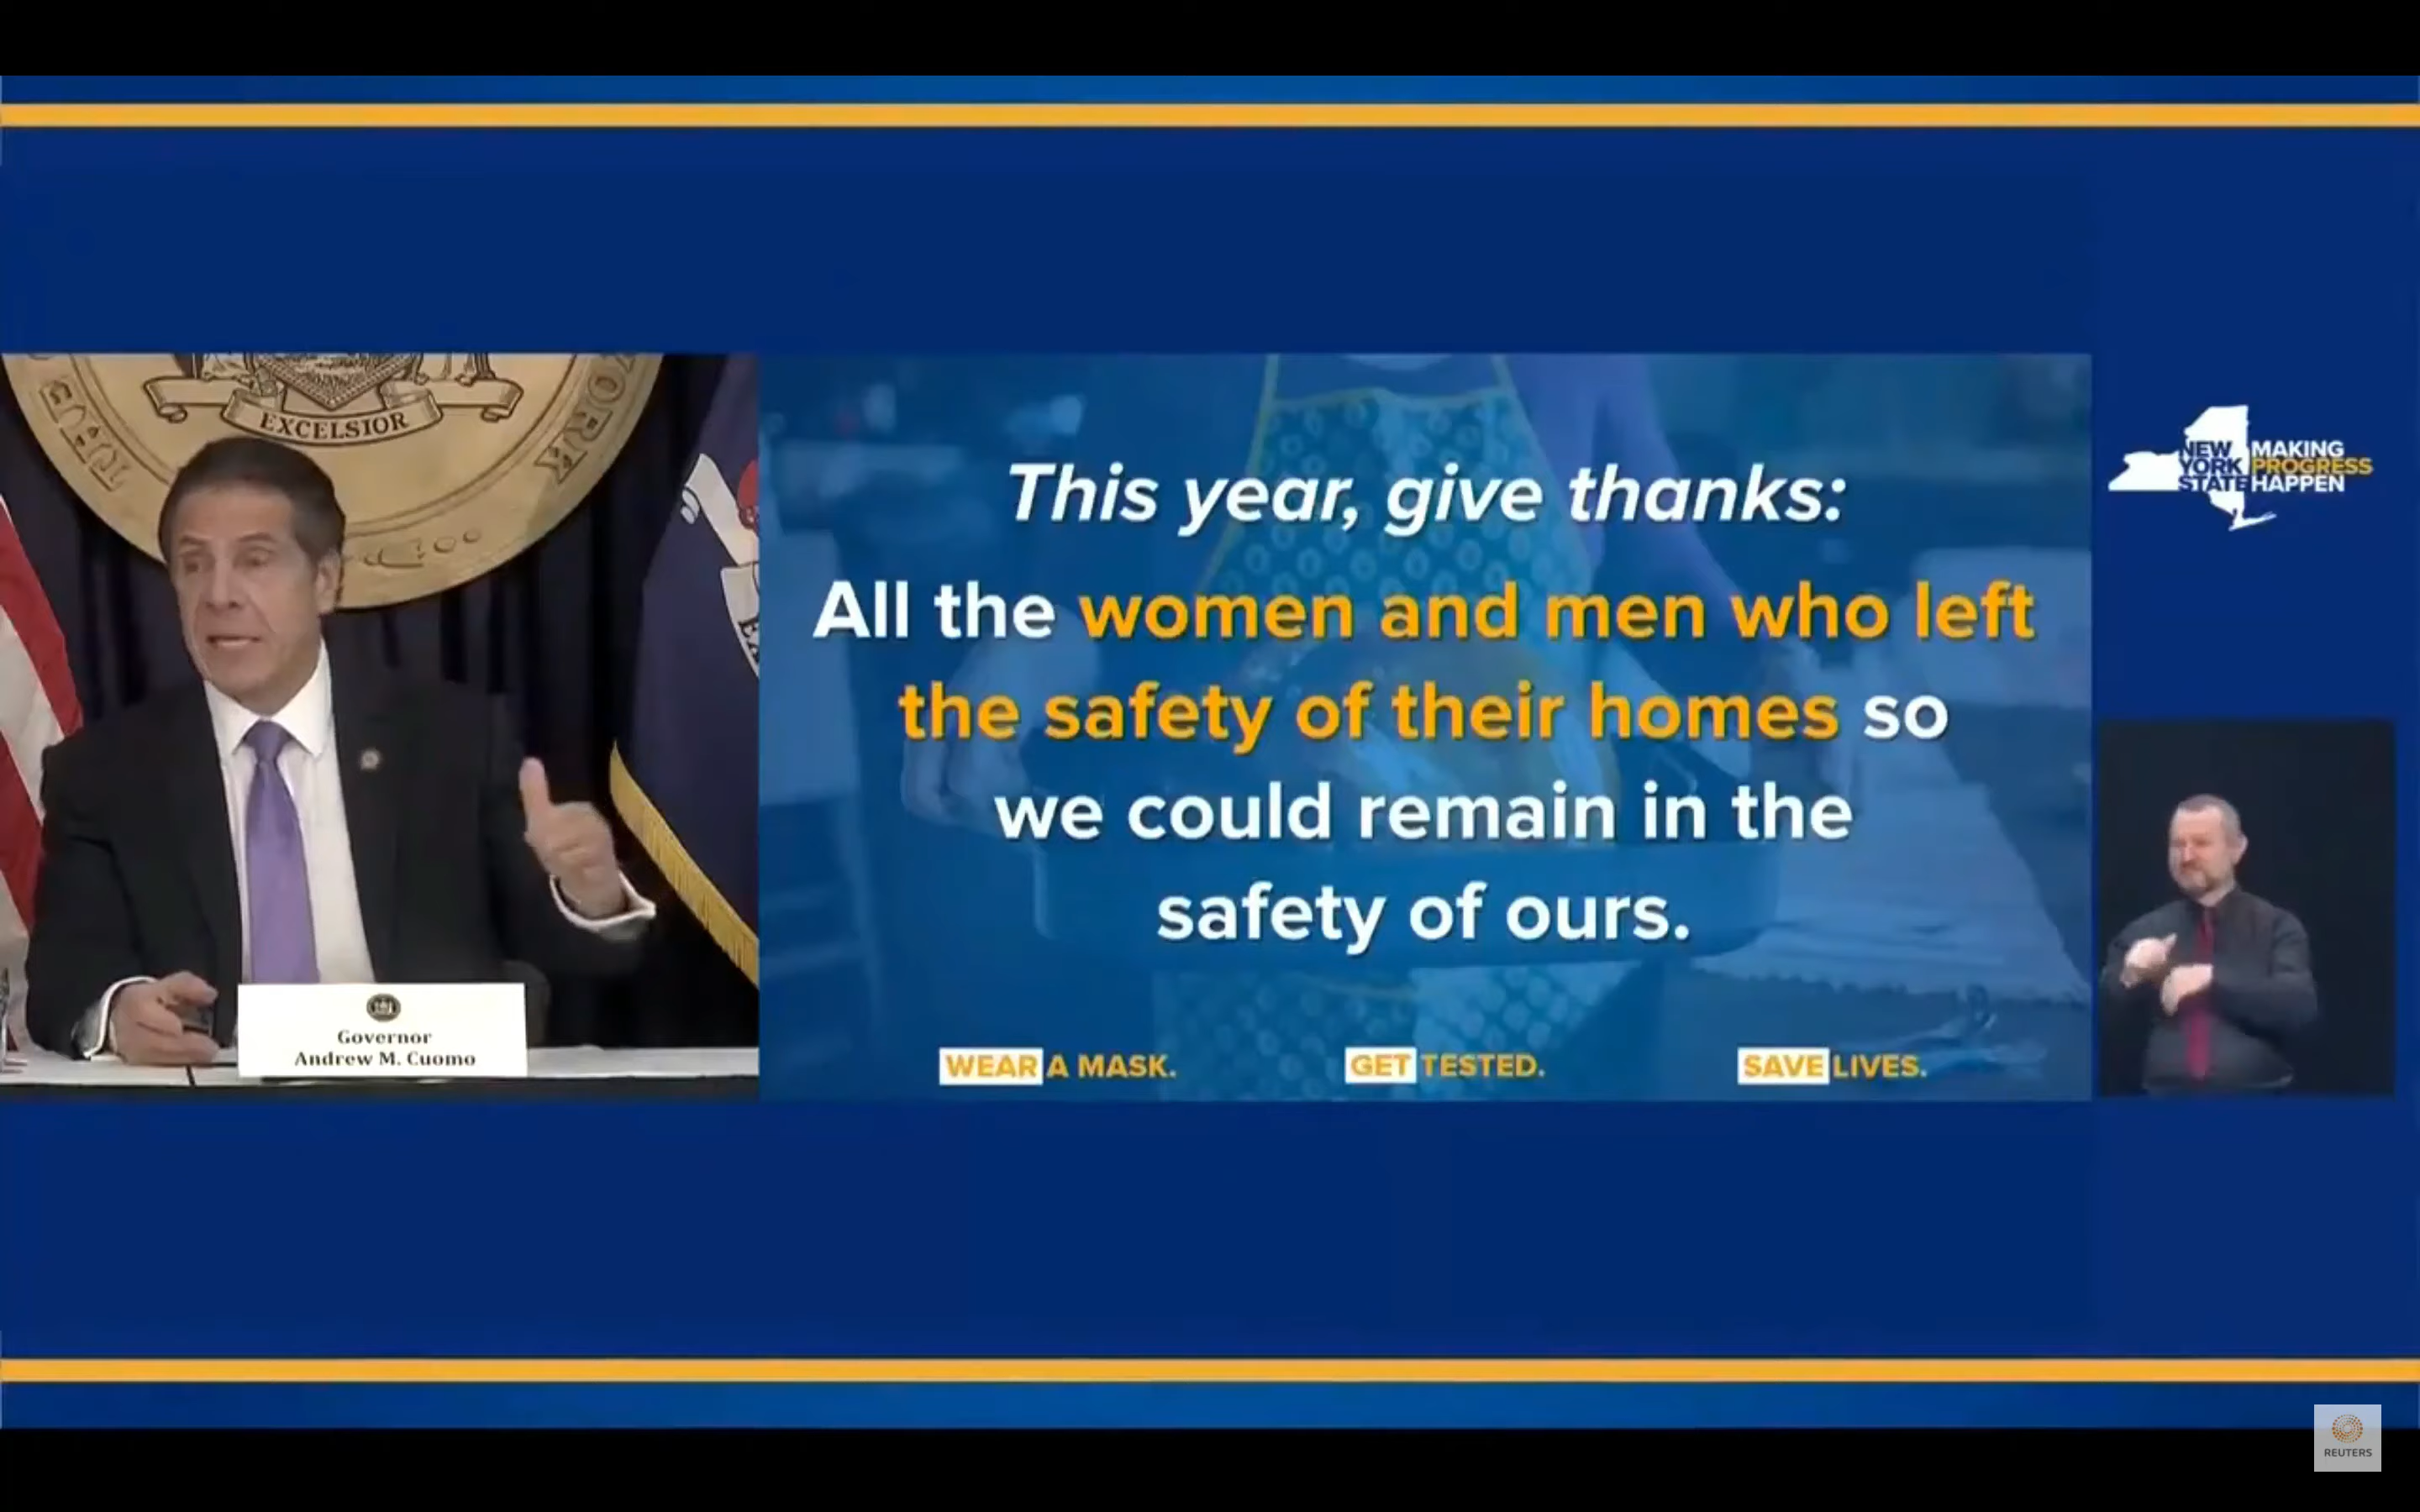 EXCELSIOR
YORK
Governor
Andrew M. Cuomo
This year, give thanks:
All the women and men who left
the safety of their homes so
we could remain in the
safety of ours.
WEAR A MASK.
GET TESTED.
SAVE LIVES.
NEW YORK STATE
MAKING
PROGRESS
HAPPEN
REUTERS